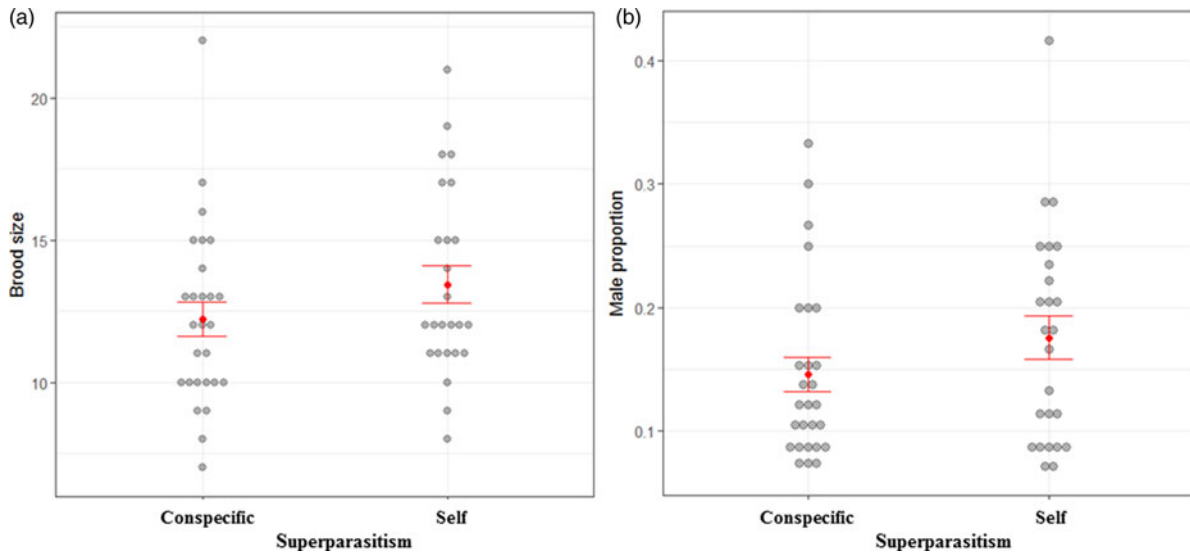 (a)
Brood size
20
15
10
Conspecific
Self
Superparasitism
(b)
Male proportion
0.4
0.3
0.2
0.1
Conspecific
Self
Superparasitism